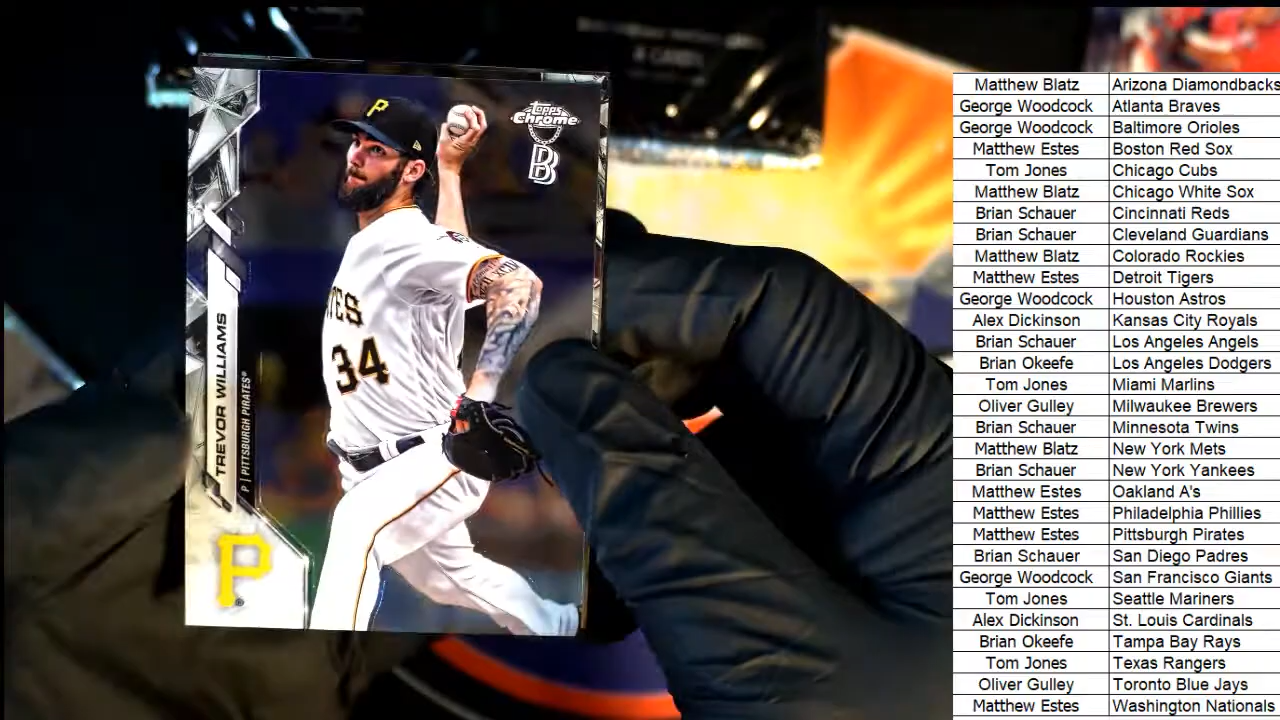 topps
Chrome
B
P
TES
34
TREVOR WILLIAMS
P | PITTSBURGH PIRATES®
P
Matthew Blatz Arizona Diamondbacks
George Woodcock Atlanta Braves
George Woodcock Baltimore Orioles
Matthew Estes Boston Red Sox
Tom Jones Chicago Cubs
Matthew Blatz Chicago White Sox
Brian Schauer Cincinnati Reds
Brian Schauer Cleveland Guardians
Matthew Blatz Colorado Rockies
Matthew Estes Detroit Tigers
George Woodcock Houston Astros
Alex Dickinson Kansas City Royals
Brian Schauer Los Angeles Angels
Brian Okeefe Los Angeles Dodgers
Tom Jones Miami Marlins
Oliver Gulley Milwaukee Brewers
Brian Schauer Minnesota Twins
Matthew Blatz New York Mets
Brian Schauer New York Yankees
Matthew Estes Oakland A's
Matthew Estes Philadelphia Phillies
Matthew Estes Pittsburgh Pirates
Brian Schauer San Diego Padres
George Woodcock San Francisco Giants
Tom Jones Seattle Mariners
Alex Dickinson St. Louis Cardinals
Brian Okeefe Tampa Bay Rays
Tom Jones Texas Rangers
Oliver Gulley Toronto Blue Jays
Matthew Estes Washington Nationals